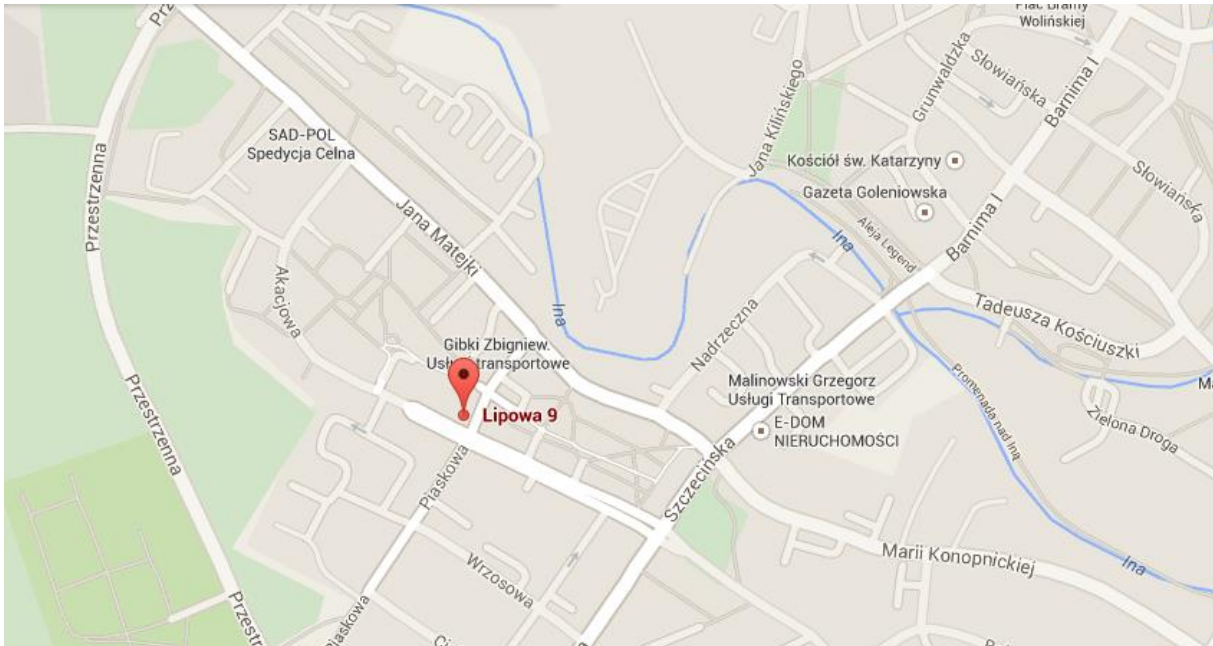 Plac Bramy
Wolińskiej
Słowiańska
Grunwaldzka
Barnima I
Jana Kilińskiego
SAD-POL
Spedycja Celna
Kościół św. Katarzyny
Gazeta Goleniowska
Słowiańska
Przestrzenna
Jana Matejki
Ina
Aleja Legend
Barnima I
Akacjowa
Ina
Nadrzeczna
Tadeusza Kościuszki
Gibki Zbigniew.
Usługi transportowe
Malinowski Grzegorz
Usługi Transportowe
Promenada nad Iną
Przestrzenna
Lipowa 9
E-DOM
NIERUCHOMOŚCI
Zielona Droga
Piaskowa
Szczecińska
Marii Konopnickiej
Ina
Wrzosowa
Piaskowa